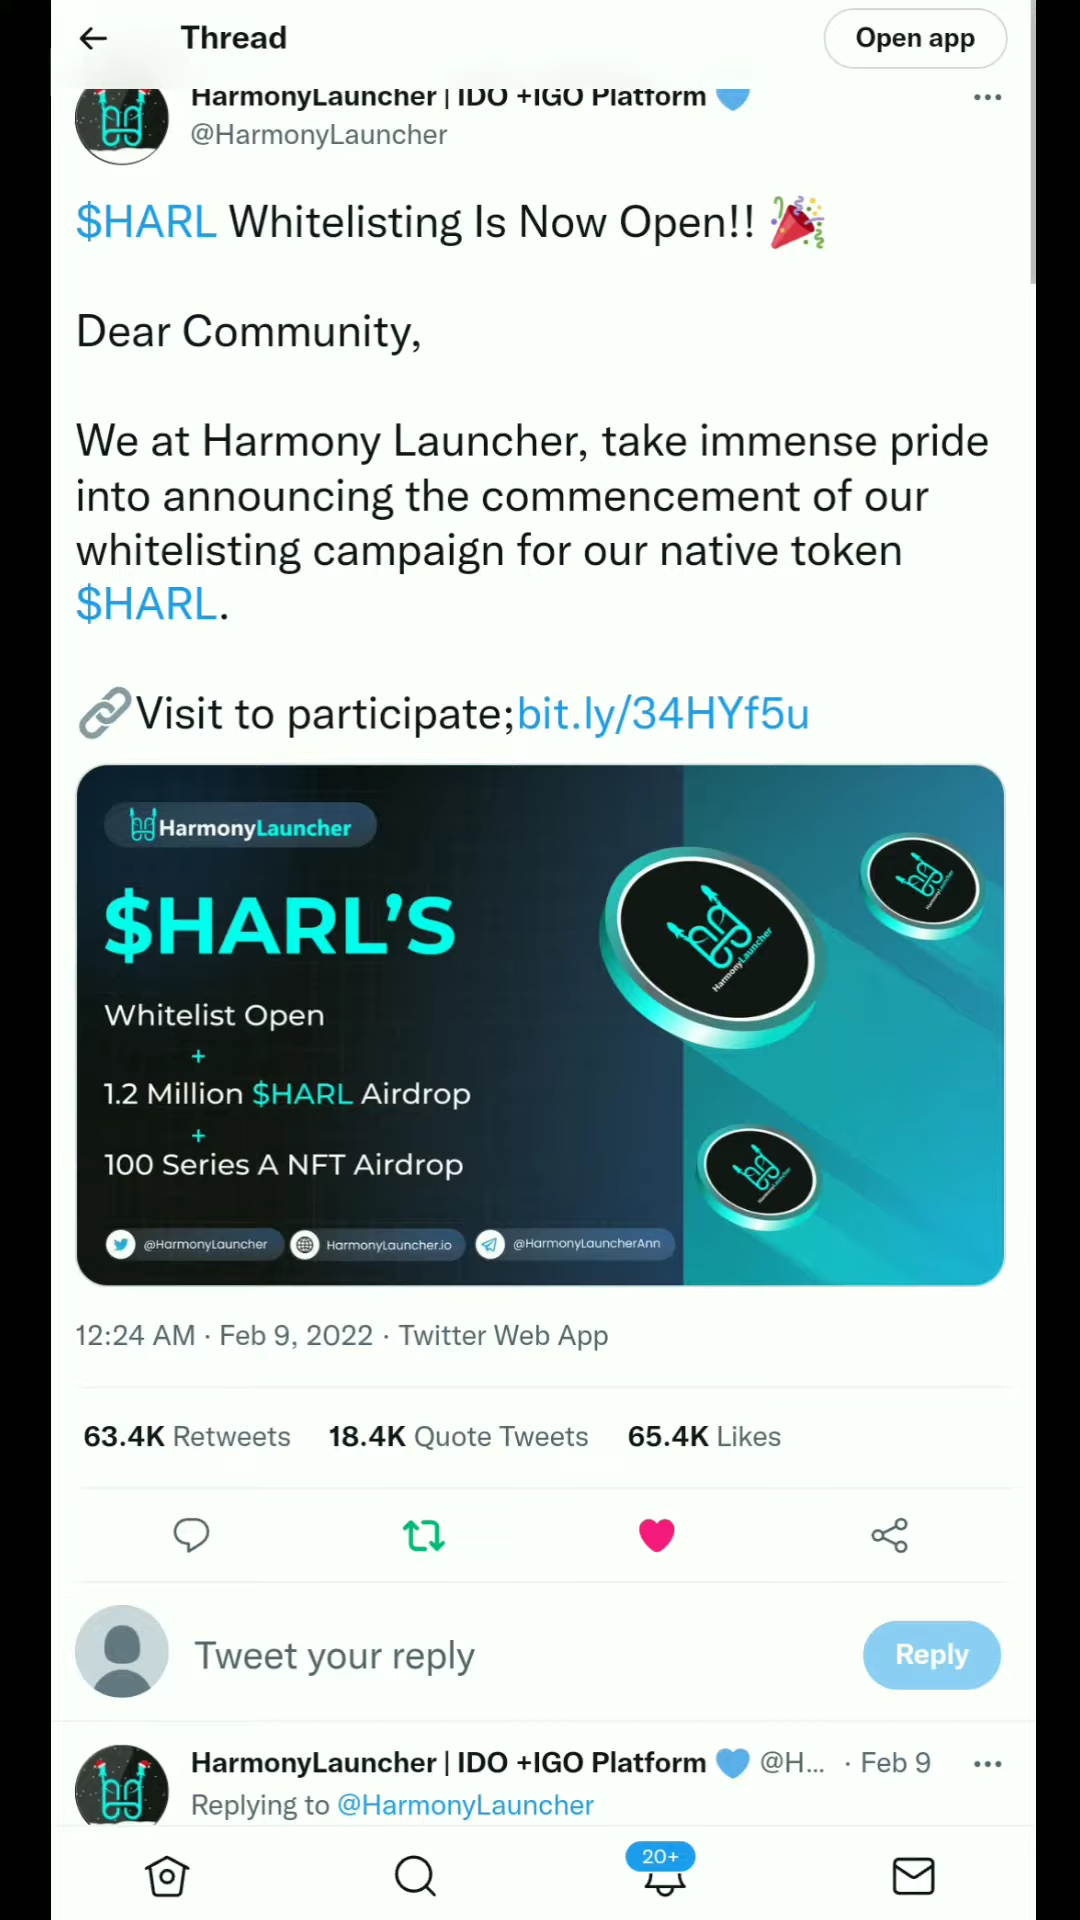 Thread
Open app
HarmonyLauncher | IDO +IGO Platform 💙
@HarmonyLauncher
$HARL Whitelisting Is Now Open!! 🎉
Dear Community,
We at Harmony Launcher, take immense pride
into announcing the commencement of our
whitelisting campaign for our native token
$HARL.
🔗Visit to participate;bit.ly/34HYf5u
HarmonyLauncher
$HARL'S
Whitelist Open
+
1.2 Million $HARL Airdrop
+
100 Series A NFT Airdrop
@HarmonyLauncher
HarmonyLauncher.io
@HarmonyLauncherAnn
HarmonyLauncher
HarmonyLauncher
HarmonyLauncher
12:24 AM · Feb 9, 2022 · Twitter Web App
63.4K Retweets 18.4K Quote Tweets 65.4K Likes
Tweet your reply
Reply
HarmonyLauncher | IDO +IGO Platform 💙 @H... · Feb 9
Replying to @HarmonyLauncher
20+